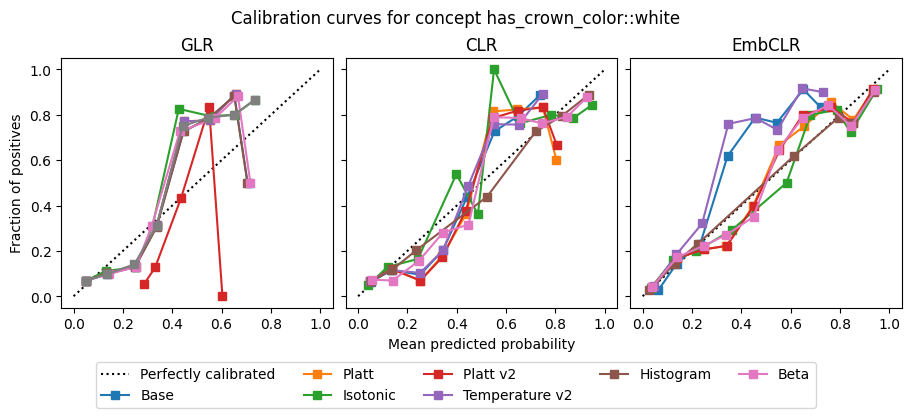 Calibration curves for concept has_crown_color::white
GLR
CLR
EmbCLR
Fraction of positives
1.0
0.8
0.6
0.4
0.2
0.0
0.0 0.2 0.4 0.6 0.8 1.0
0.0 0.2 0.4 0.6 0.8 1.0
0.0 0.2 0.4 0.6 0.8 1.0
Mean predicted probability
Perfectly calibrated Platt Platt v2 Histogram Beta
Base Isotonic Temperature v2